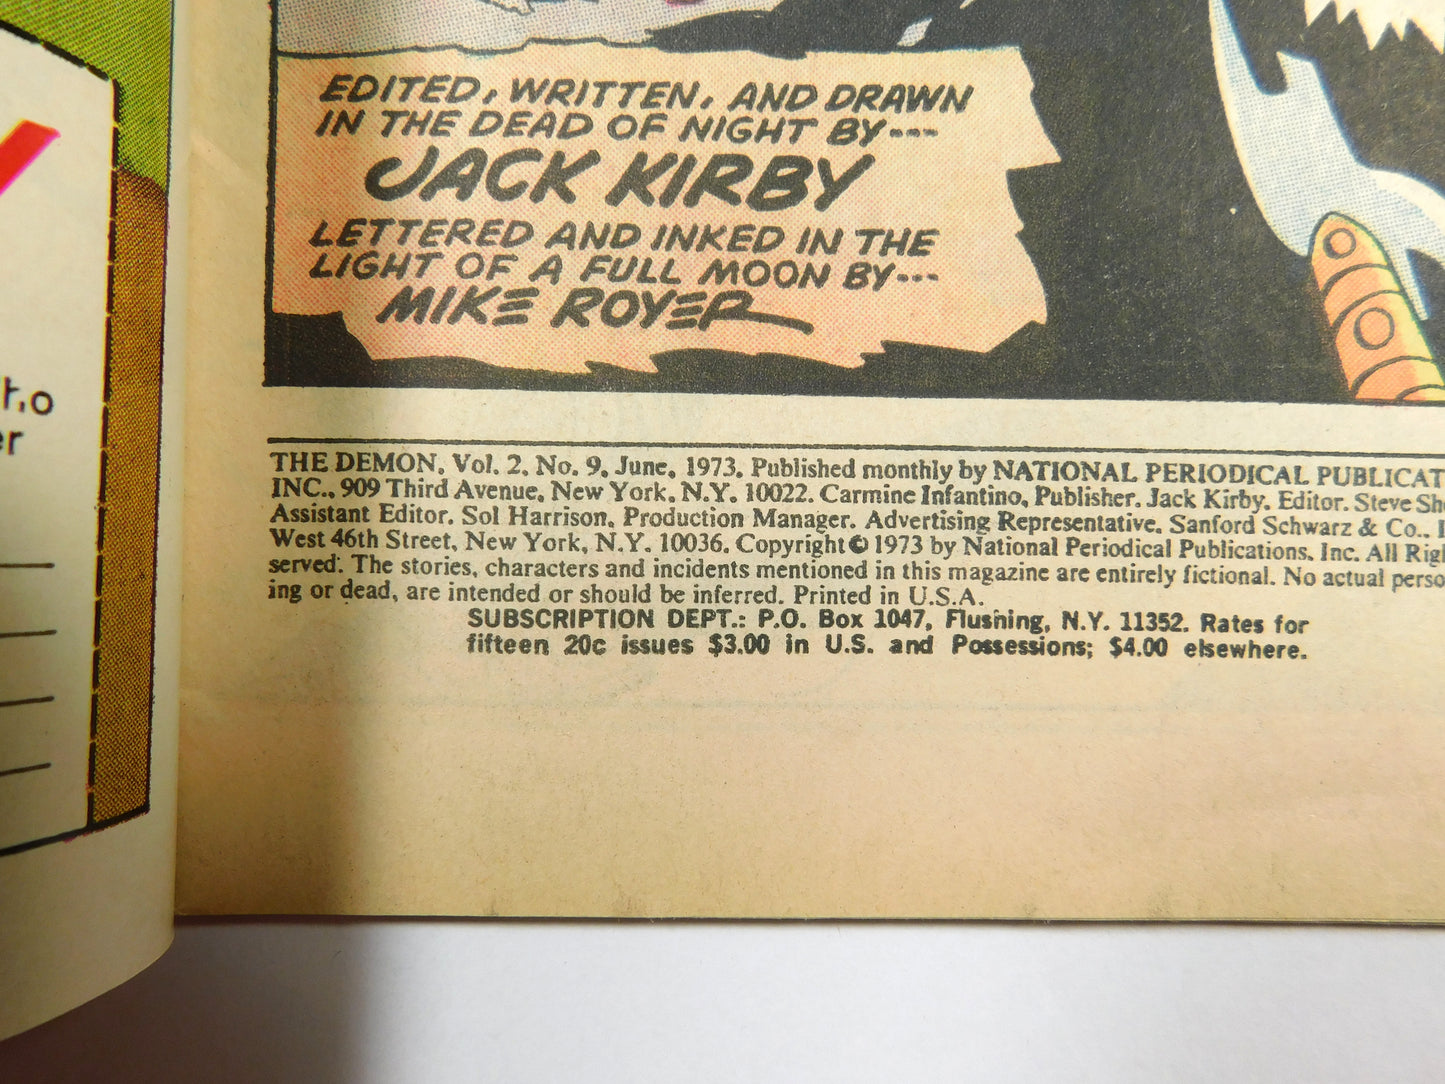 EDITED, WRITTEN, AND DRAWN
IN THE DEAD OF NIGHT BY---
JACK KIRBY
LETTERED AND INKED IN THE
LIGHT OF A FULL MOON BY---
MIKE ROYER
THE DEMON, Vol. 2, No. 9, June, 1973. Published monthly by NATIONAL PERIODICAL
INC., 909 Third Avenue, New York, N.Y. 10022. Carmine Infantino, Publisher. Jack Kirby, Editor. Steve
Assistant Editor. Sol Harrison, Production Manager. Advertising Representative, Sanford Schwarz & Co.,
West 46th Street, New York, N.Y. 10036. Copyright © 1973 by National Periodical Publications, Inc. All
served. The stories, characters and incidents mentioned in this magazine are entirely fictional. No actual
ing or dead, are intended or should be inferred. Printed in U.S.A.
SUBSCRIPTION DEPT.: P.O. Box 1047, Flushing, N.Y. 11352. Rates for
fifteen 20c issues $3.00 in U.S. and Possessions; $4.00 elsewhere.